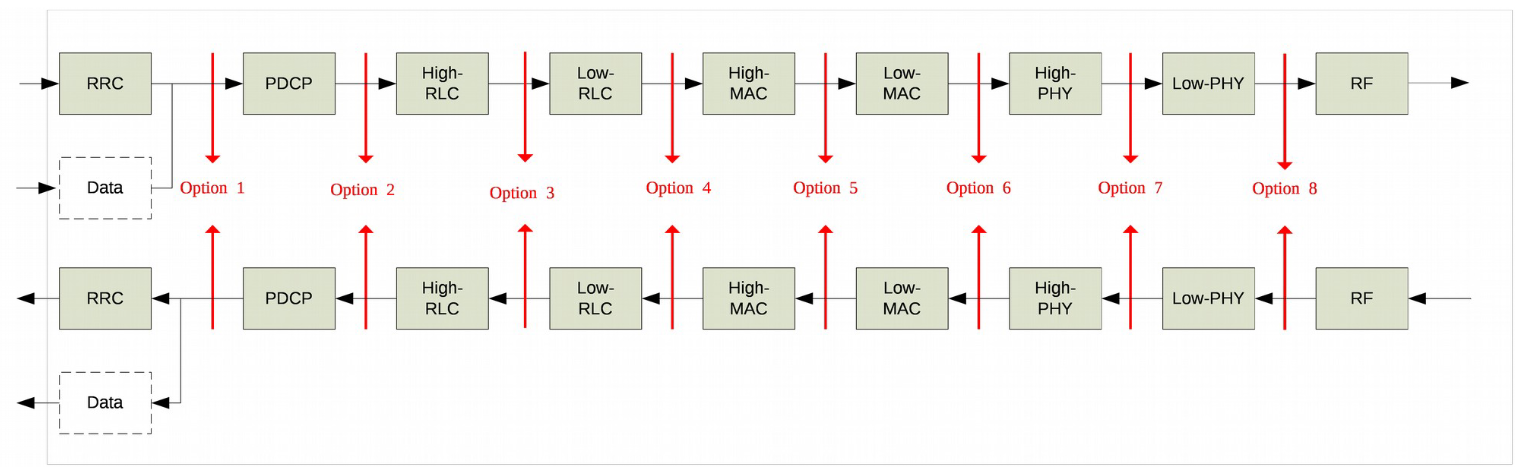 RRC
PDCP
High-
RLC
Low-
RLC
High-
MAC
Low-
MAC
High-
PHY
Low-PHY
RF
Data
Option 1
Option 2
Option 3
Option 4
Option 5
Option 6
Option 7
Option 8
RRC
PDCP
High-
RLC
Low-
RLC
High-
MAC
Low-
MAC
High-
PHY
Low-PHY
RF
Data